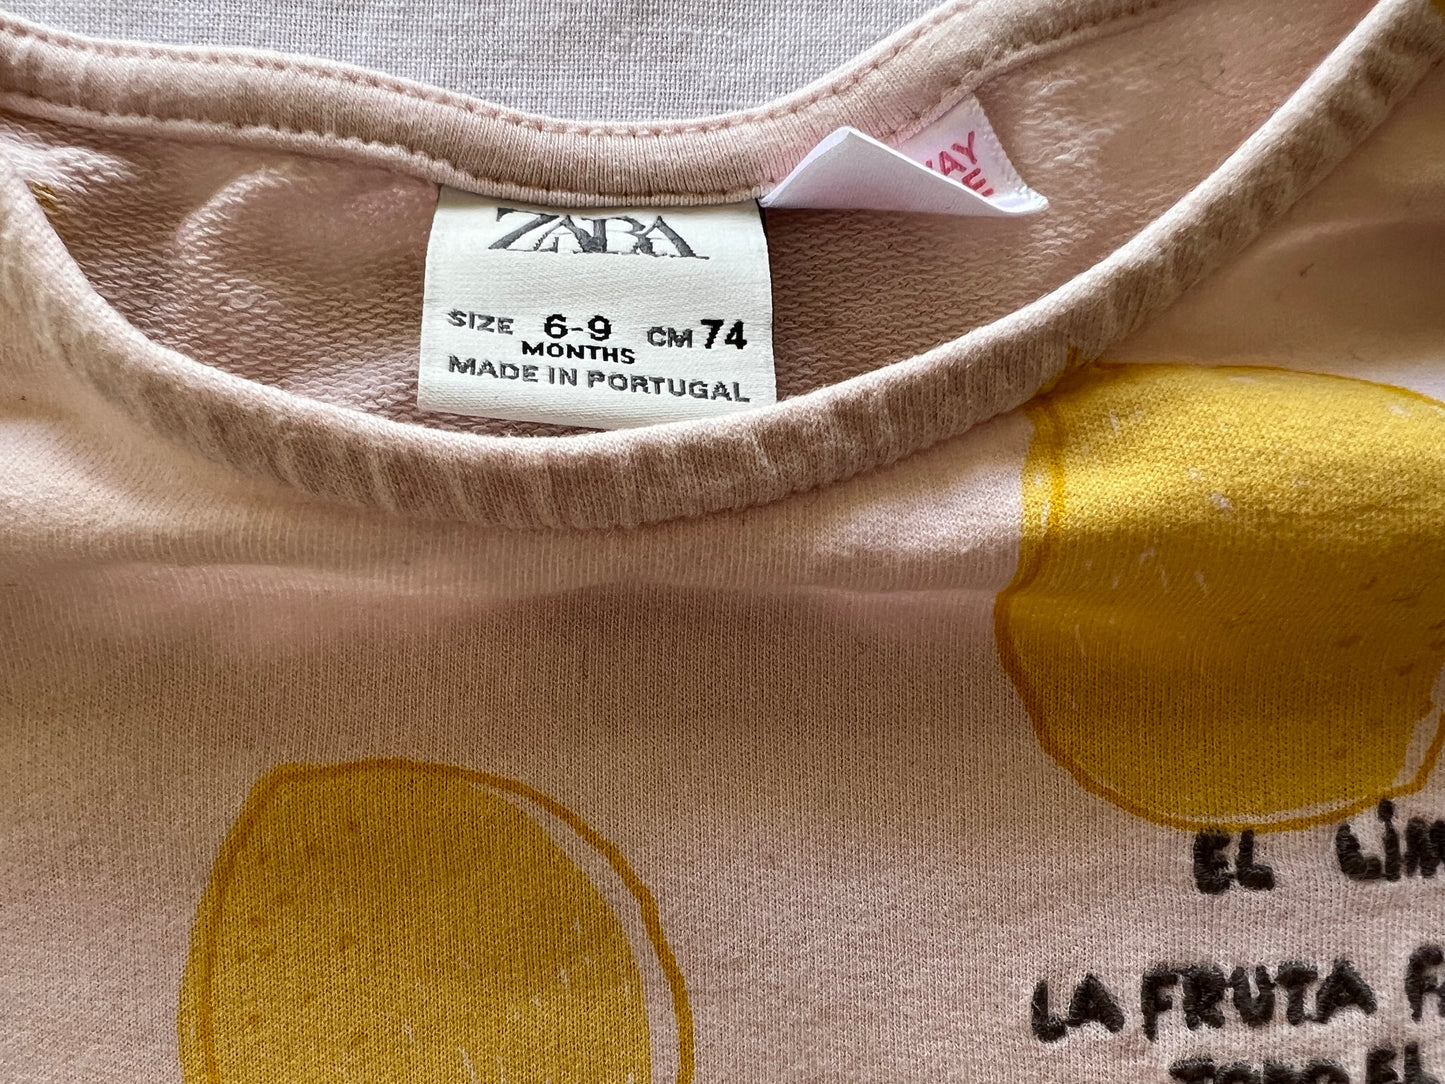 ZARA
SIZE 6-9 CM 74
MONTHS
MADE IN PORTUGAL
EL
LA FRUTA